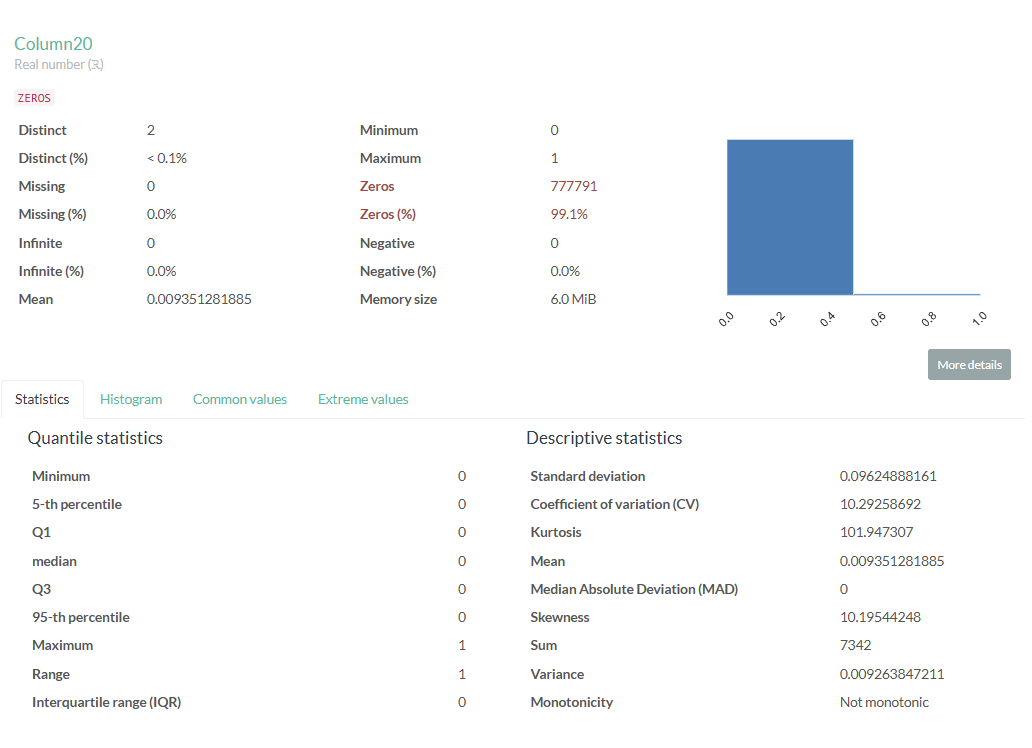 Column20
Real number (ℝ)
ZEROS
Distinct 2
Distinct (%) < 0.1%
Missing 0
Missing (%) 0.0%
Infinite 0
Infinite (%) 0.0%
Mean 0.009351281885
Minimum 0
Maximum 1
Zeros 777791
Zeros (%) 99.1%
Negative 0
Negative (%) 0.0%
Memory size 6.0 MiB
0.0 0.2 0.4 0.6 0.8 1.0
More details
Statistics Histogram Common values Extreme values
Quantile statistics
Minimum 0
5-th percentile 0
Q1 0
median 0
Q3 0
95-th percentile 0
Maximum 1
Range 1
Interquartile range (IQR) 0
Descriptive statistics
Standard deviation 0.09624888161
Coefficient of variation (CV) 10.29258692
Kurtosis 101.947307
Mean 0.009351281885
Median Absolute Deviation (MAD) 0
Skewness 10.19544248
Sum 7342
Variance 0.009263847211
Monotonicity Not monotonic